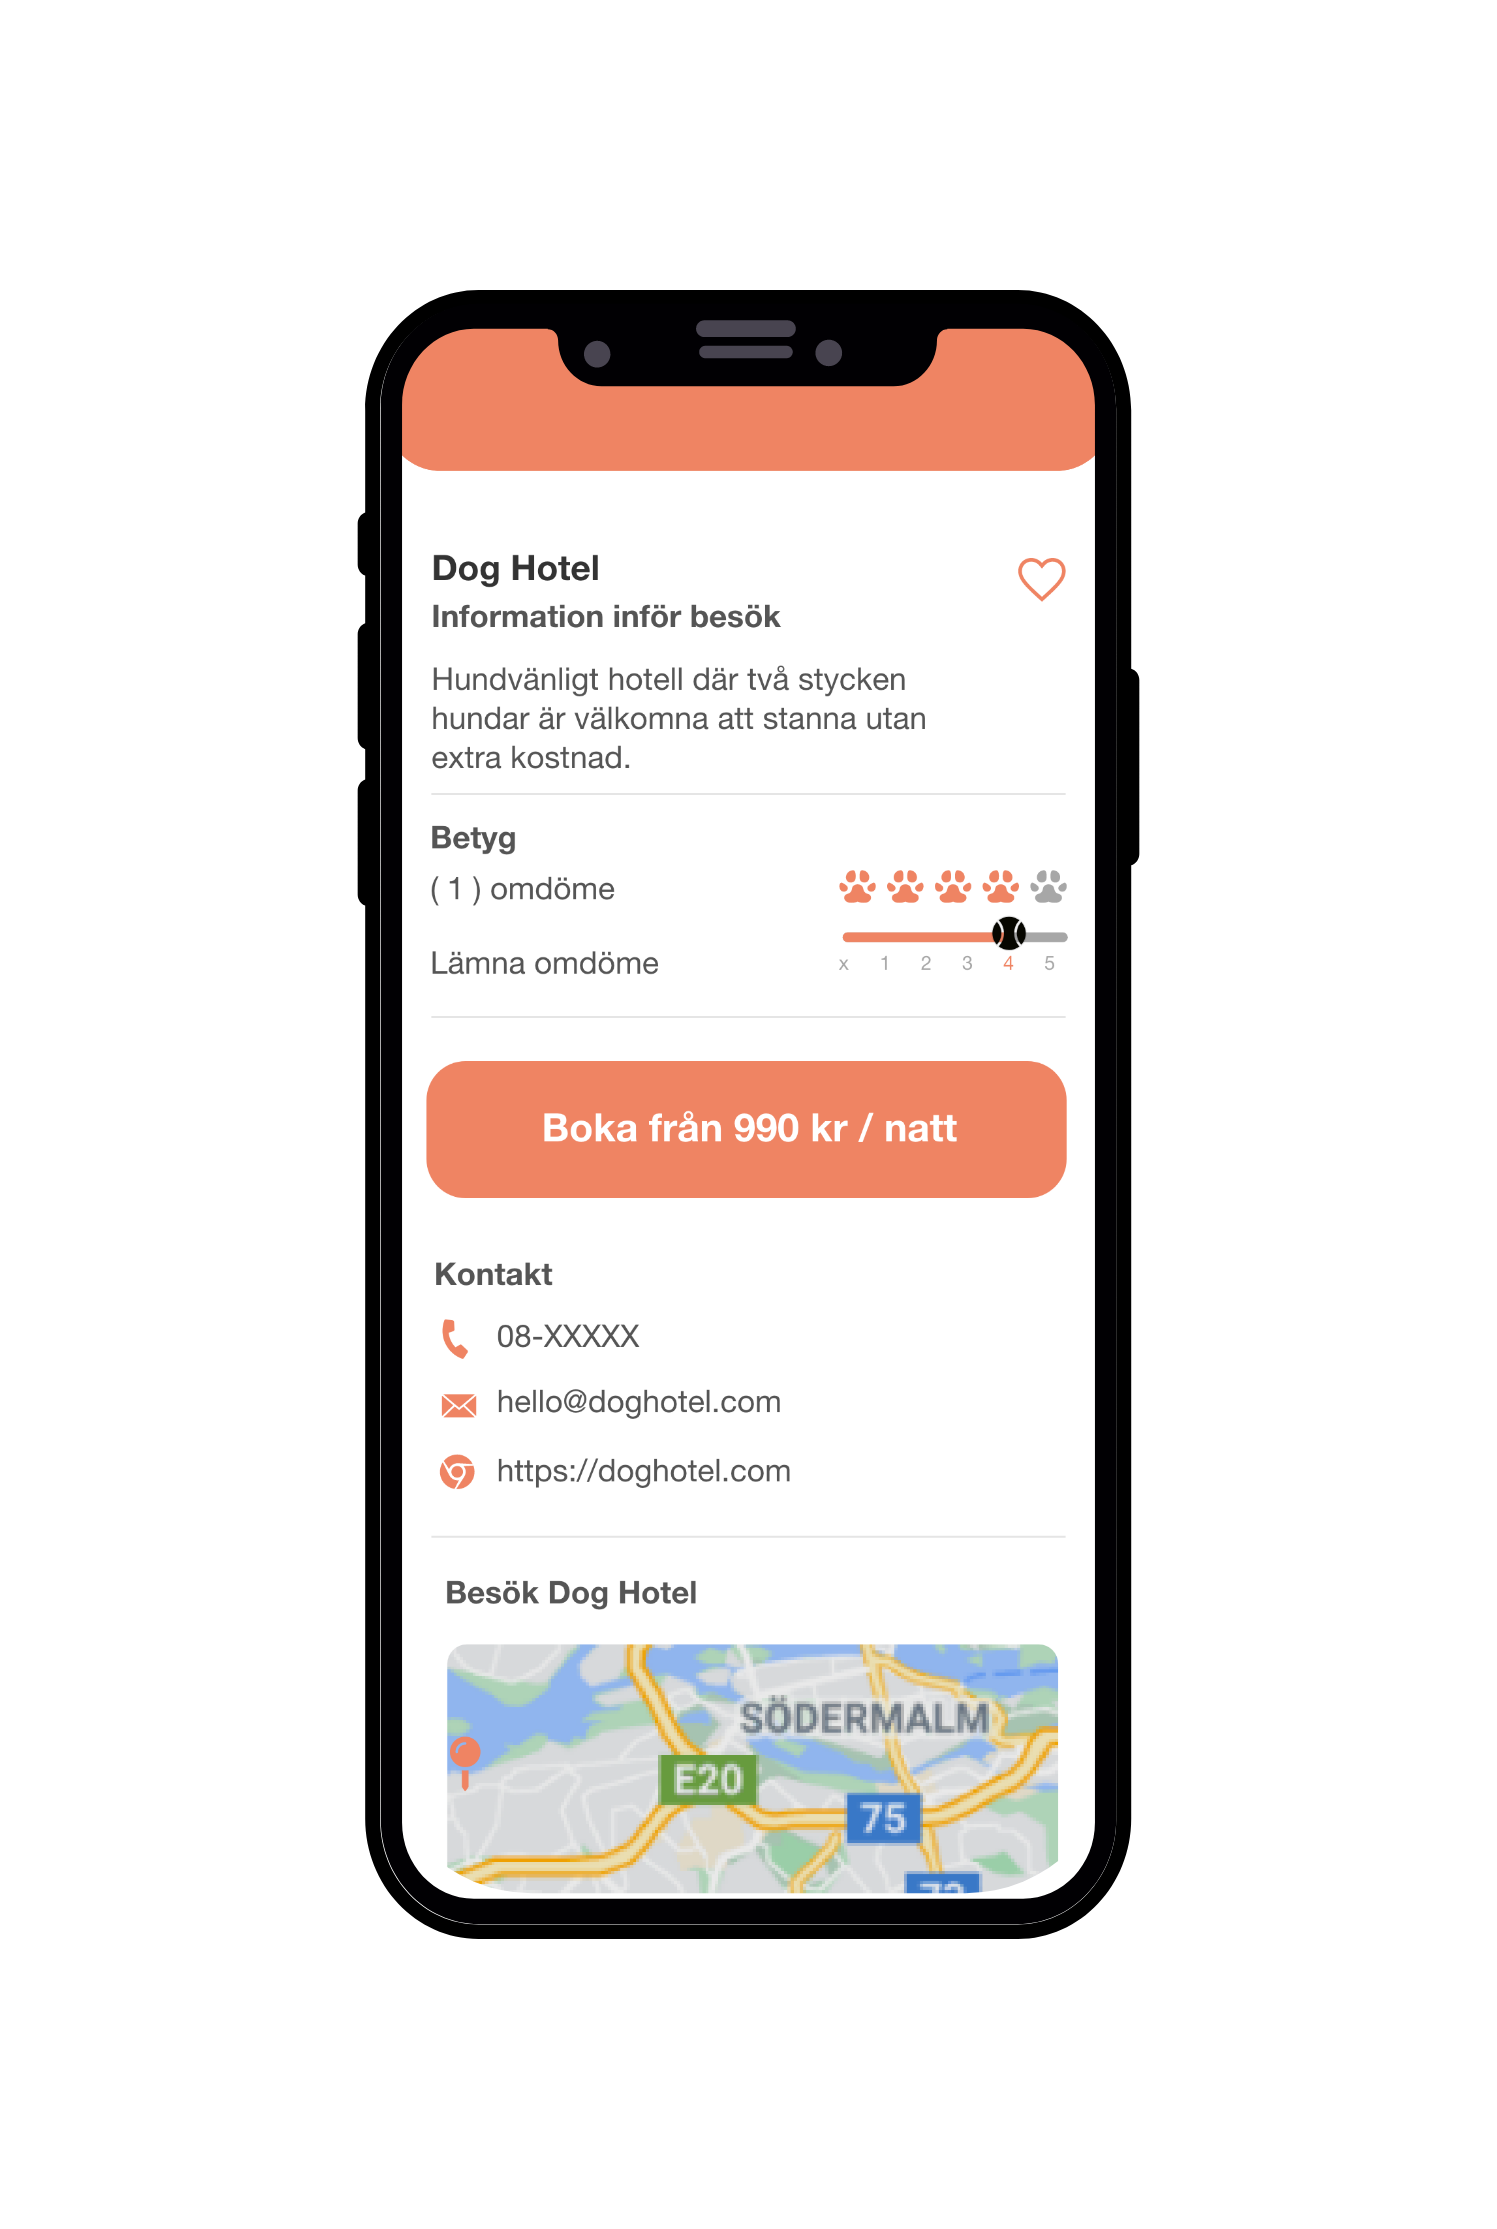 Dog Hotel
Information inför besök
Hundvänligt hotell där två stycken
hundar är välkomna att stanna utan
extra kostnad.
Betyg
( 1 ) omdöme
Lämna omdöme
x 1 2 3 4 5
Boka från 990 kr / natt
Kontakt
08-XXXXX
hello@doghotel.com
https://doghotel.com
Besök Dog Hotel
SÖDERMALM
E20
75
73